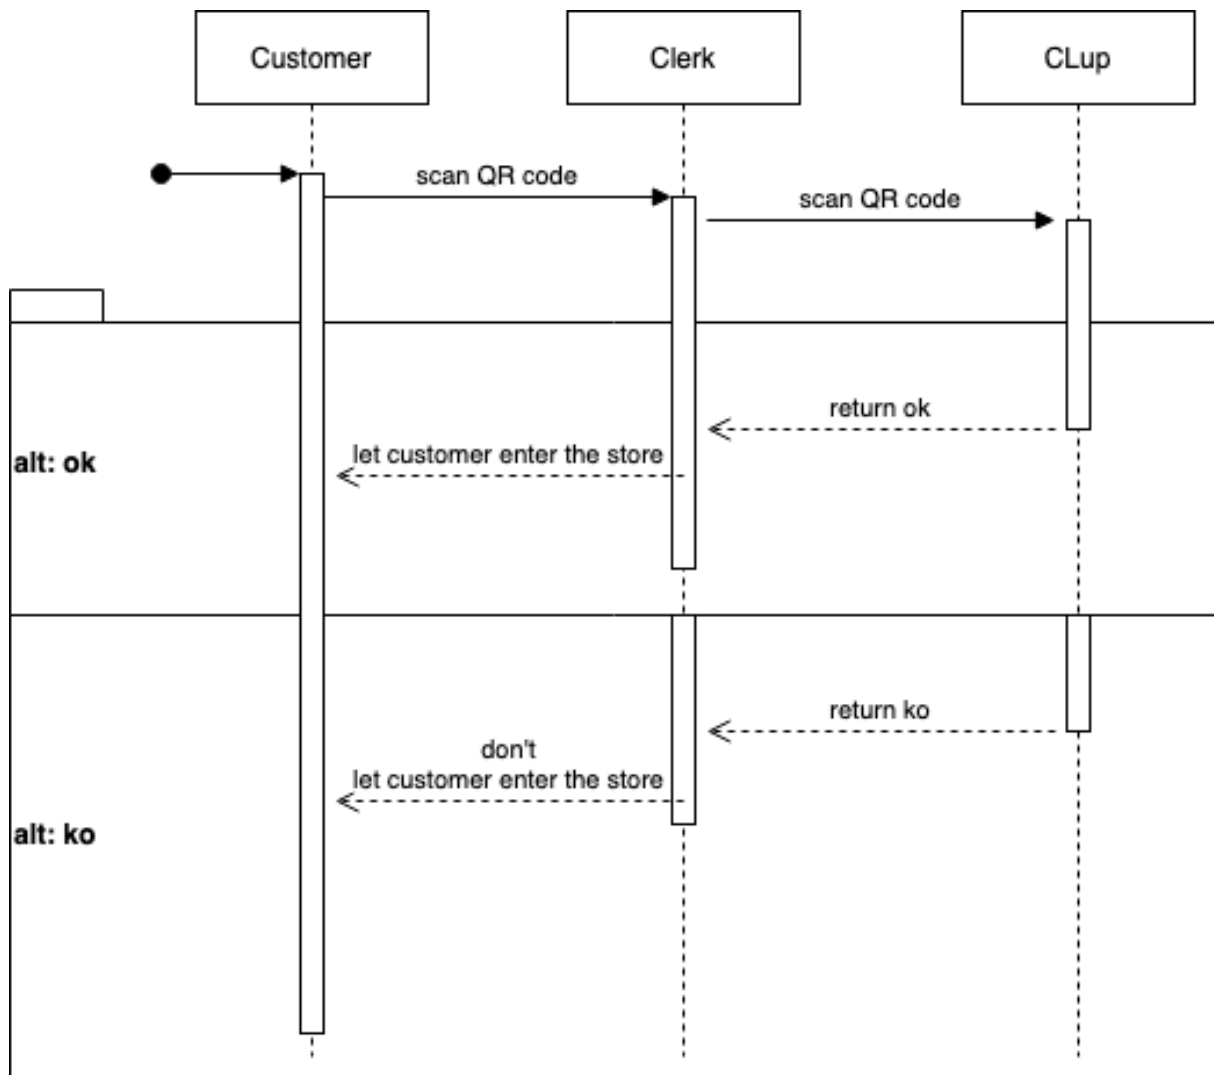 Customer
Clerk
CLup
scan QR code
scan QR code
return ok
let customer enter the store
alt: ok
return ko
don't
let customer enter the store
alt: ko